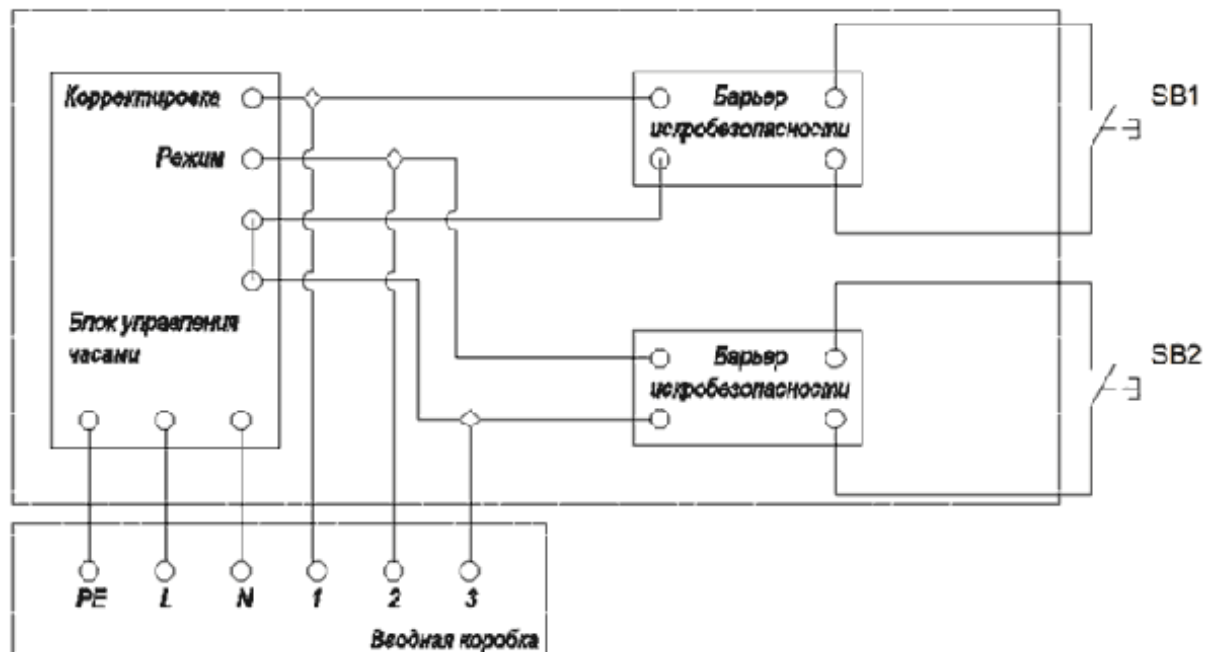 Корректировка
Режим
Блок управления
часами
Барьер
искробезопасности
SB1
Барьер
искробезопасности
SB2
PE L N 1 2 3
Вводная коробка